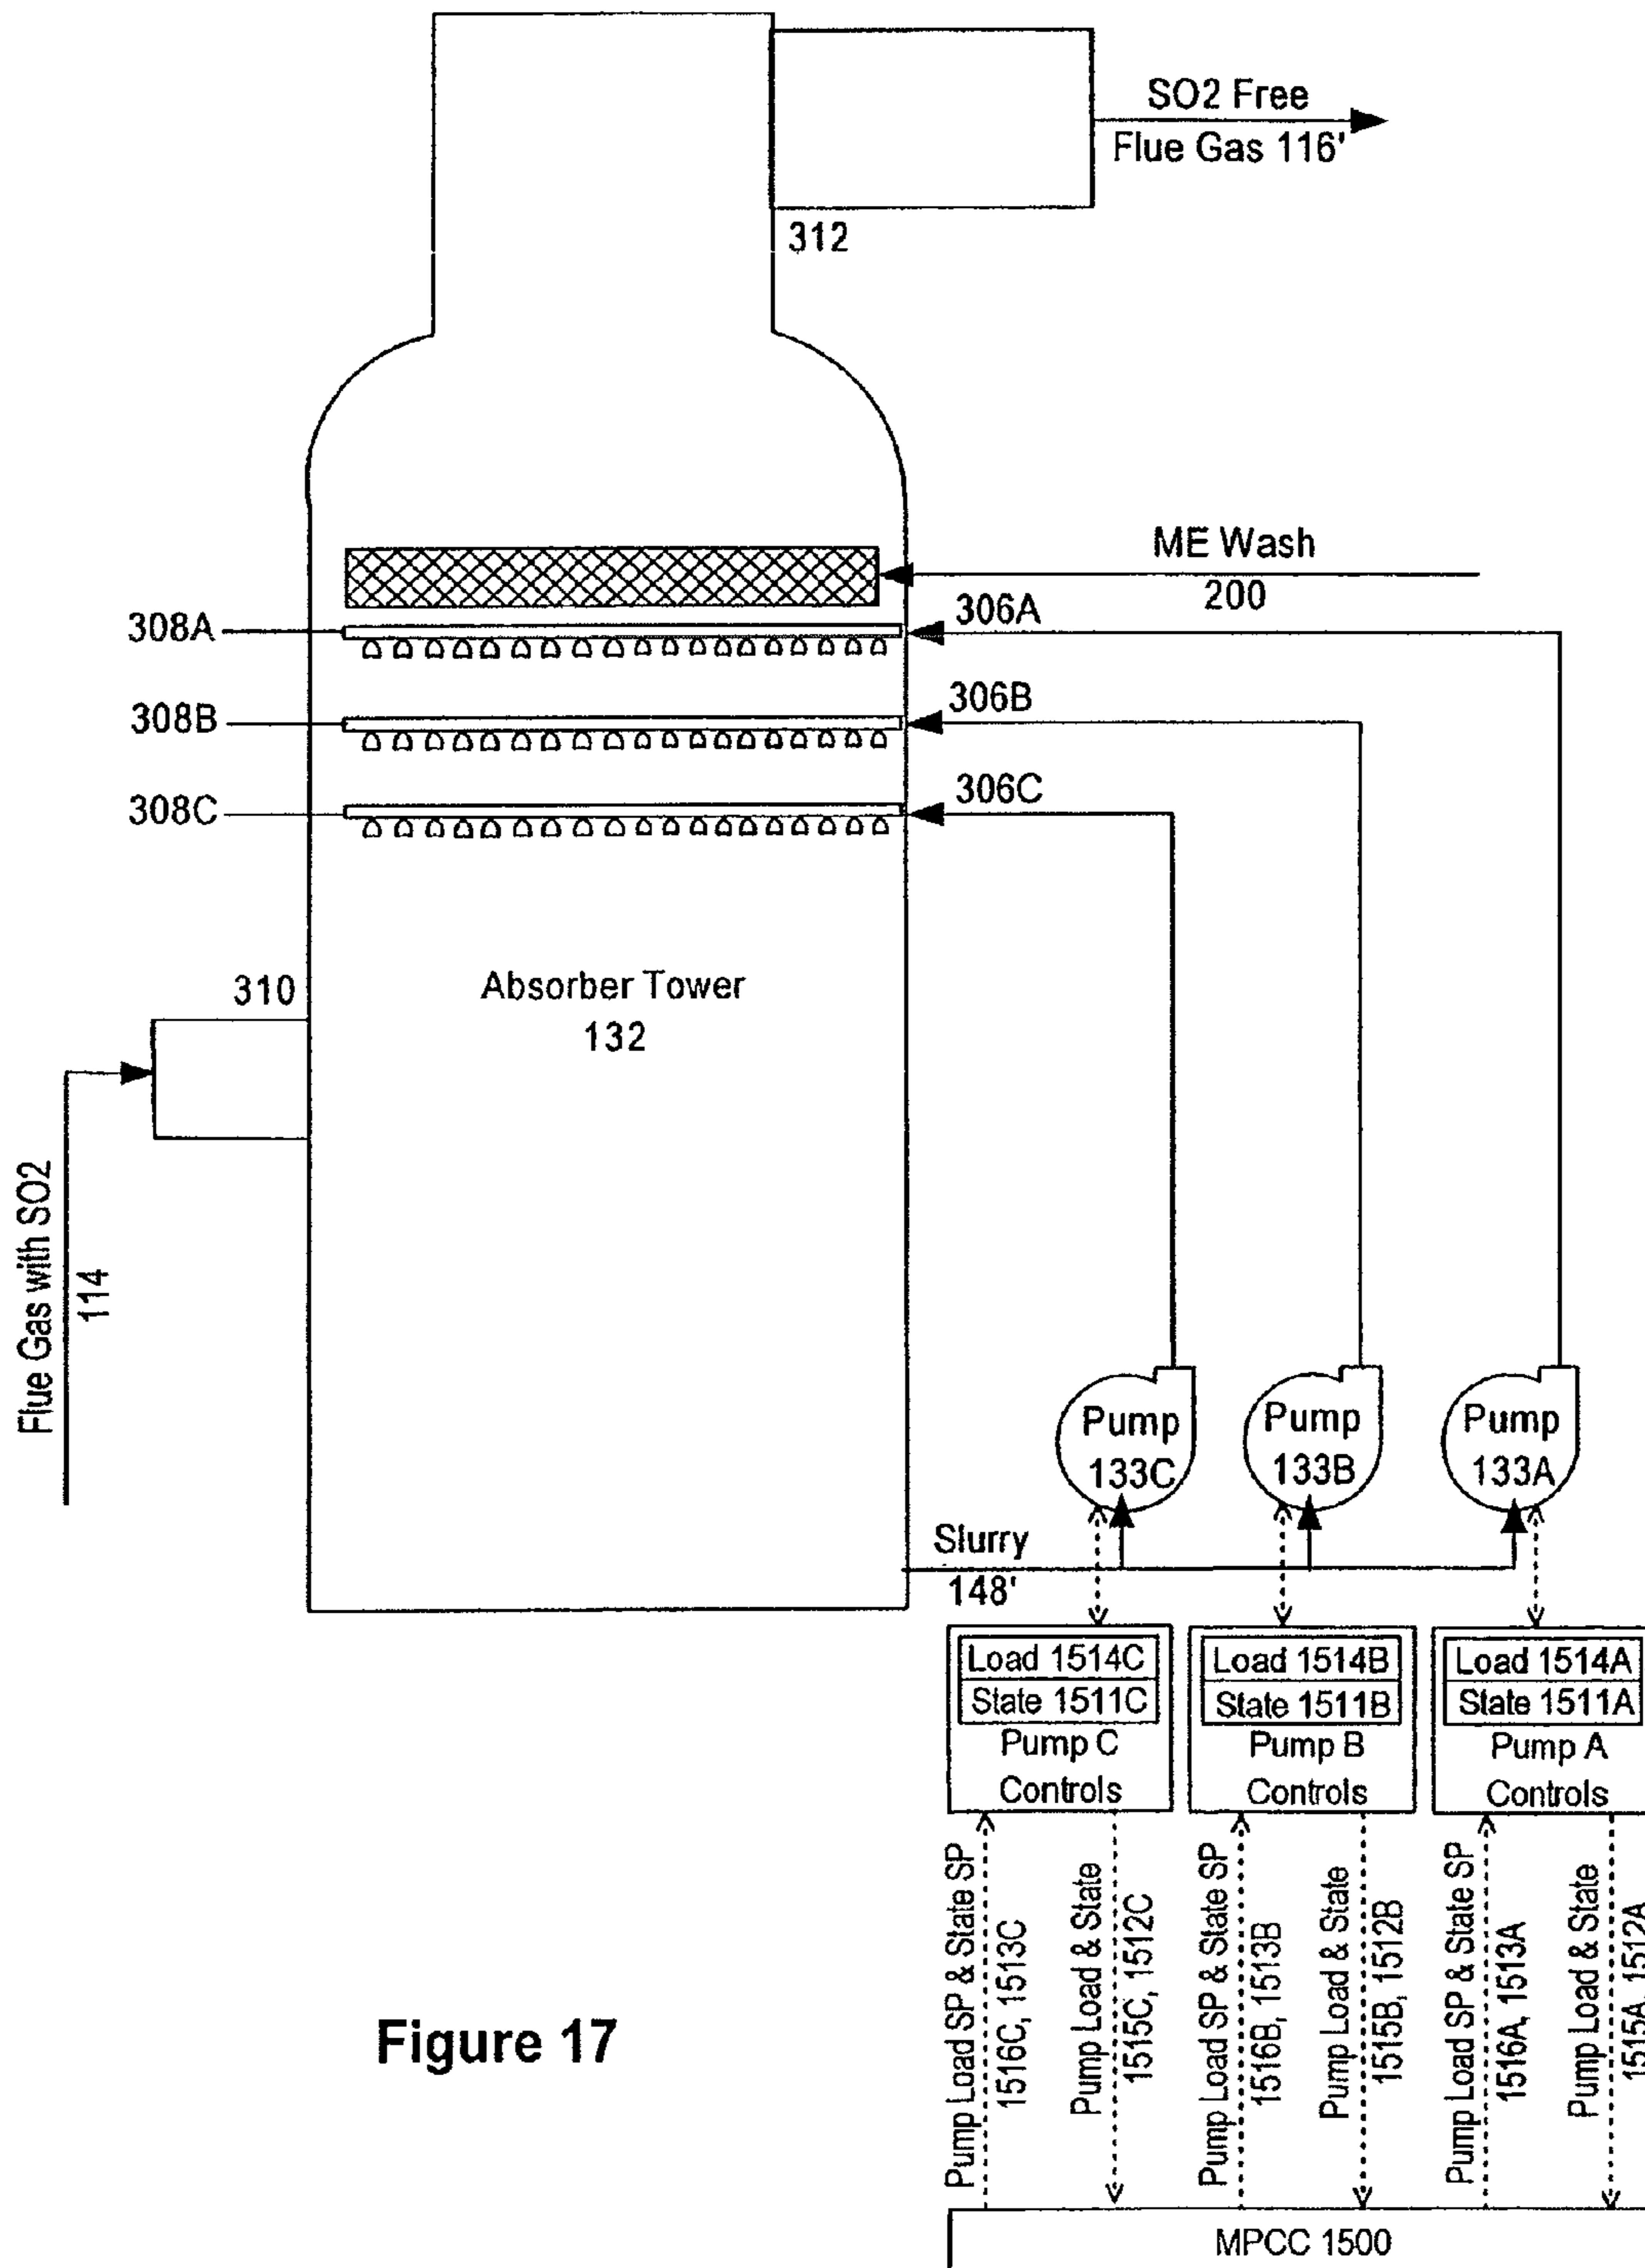 SO2 Free
Flue Gas 116'
312
ME Wash
200
308A
306A
308B
306B
308C
306C
310
Absorber Tower
132
Flue Gas with SO2
114
Pump
133C
Pump
133B
Pump
133A
Slurry
148'
Load 1514C
State 1511C
Pump C
Controls
Load 1514B
State 1511B
Pump B
Controls
Load 1514A
State 1511A
Pump A
Controls
Pump Load SP & State SP
1516C, 1513C
Pump Load & State
1515C, 1512C
Pump Load SP & State SP
1516B, 1513B
Pump Load & State
1515B, 1512B
Pump Load SP & State SP
1516A, 1513A
Pump Load & State
1515A, 1512A
Figure 17
MPCC 1500